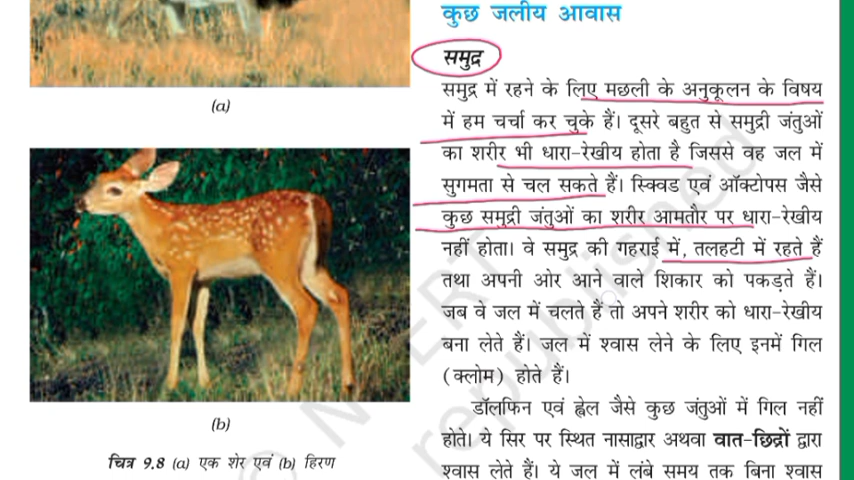 (a)
(b)
चित्र 9.8 (a) एक शेर एवं (b) हिरण
कुछ जलीय आवास
समुद्र
समुद्र में रहने के लिए मछली के अनुकूलन के विषय
में हम चर्चा कर चुके हैं। दूसरे बहुत से समुद्री जंतुओं
का शरीर भी धारा-रेखीय होता है जिससे वह जल में
सुगमता से चल सकते हैं। स्क्विड एवं ऑक्टोपस जैसे
कुछ समुद्री जंतुओं का शरीर आमतौर पर धारा-रेखीय
नहीं होता। वे समुद्र की गहराई में, तलहटी में रहते हैं
तथा अपनी ओर आने वाले शिकार को पकड़ते हैं।
जब वे जल में चलते हैं तो अपने शरीर को धारा-रेखीय
बना लेते हैं। जल में श्वास लेने के लिए इनमें गिल
(क्लोम) होते हैं।
डॉलफिन एवं ह्वेल जैसे कुछ जंतुओं में गिल नहीं
होते। ये सिर पर स्थित नासाद्वार अथवा वात-छिद्रों द्वारा
श्वास लेते हैं। ये जल में लंबे समय तक बिना श्वास
republished